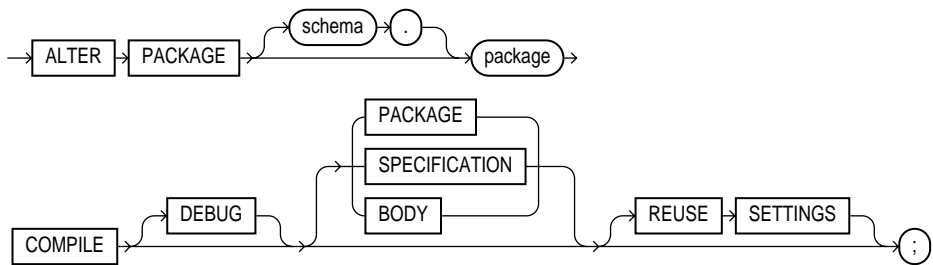 ALTER PACKAGE schema . package
COMPILE DEBUG PACKAGE
SPECIFICATION
BODY
REUSE SETTINGS ;